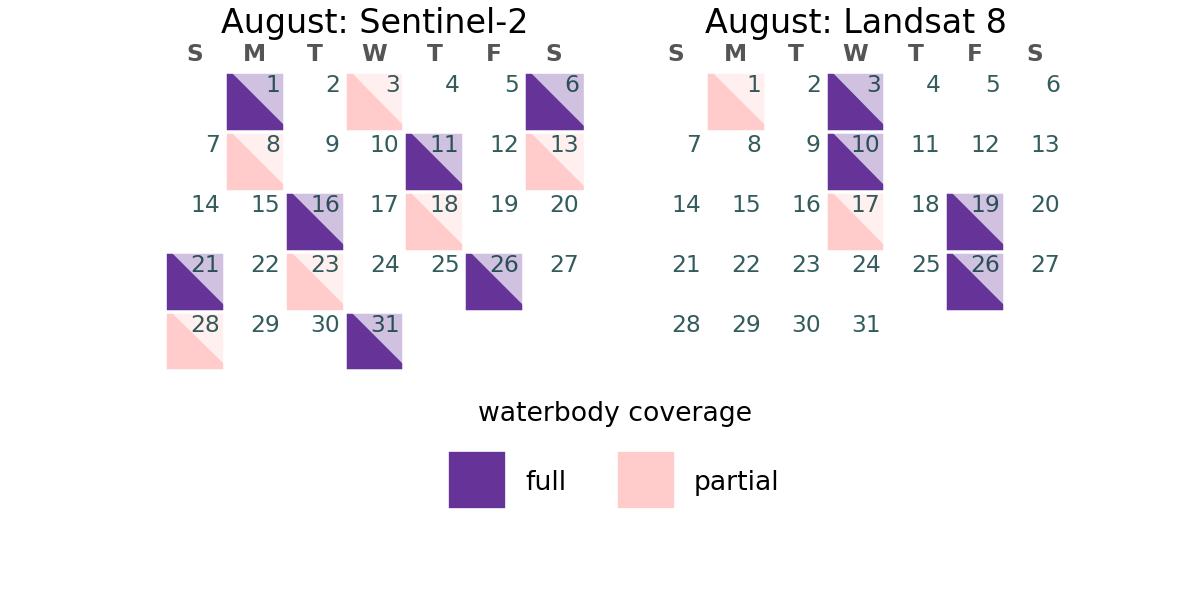 August: Sentinel-2
S M T W T F S
1 2 3 4 5 6
7 8 9 10 11 12 13
14 15 16 17 18 19 20
21 22 23 24 25 26 27
28 29 30 31
August: Landsat 8
S M T W T F S
1 2 3 4 5 6
7 8 9 10 11 12 13
14 15 16 17 18 19 20
21 22 23 24 25 26 27
28 29 30 31
waterbody coverage
full
partial